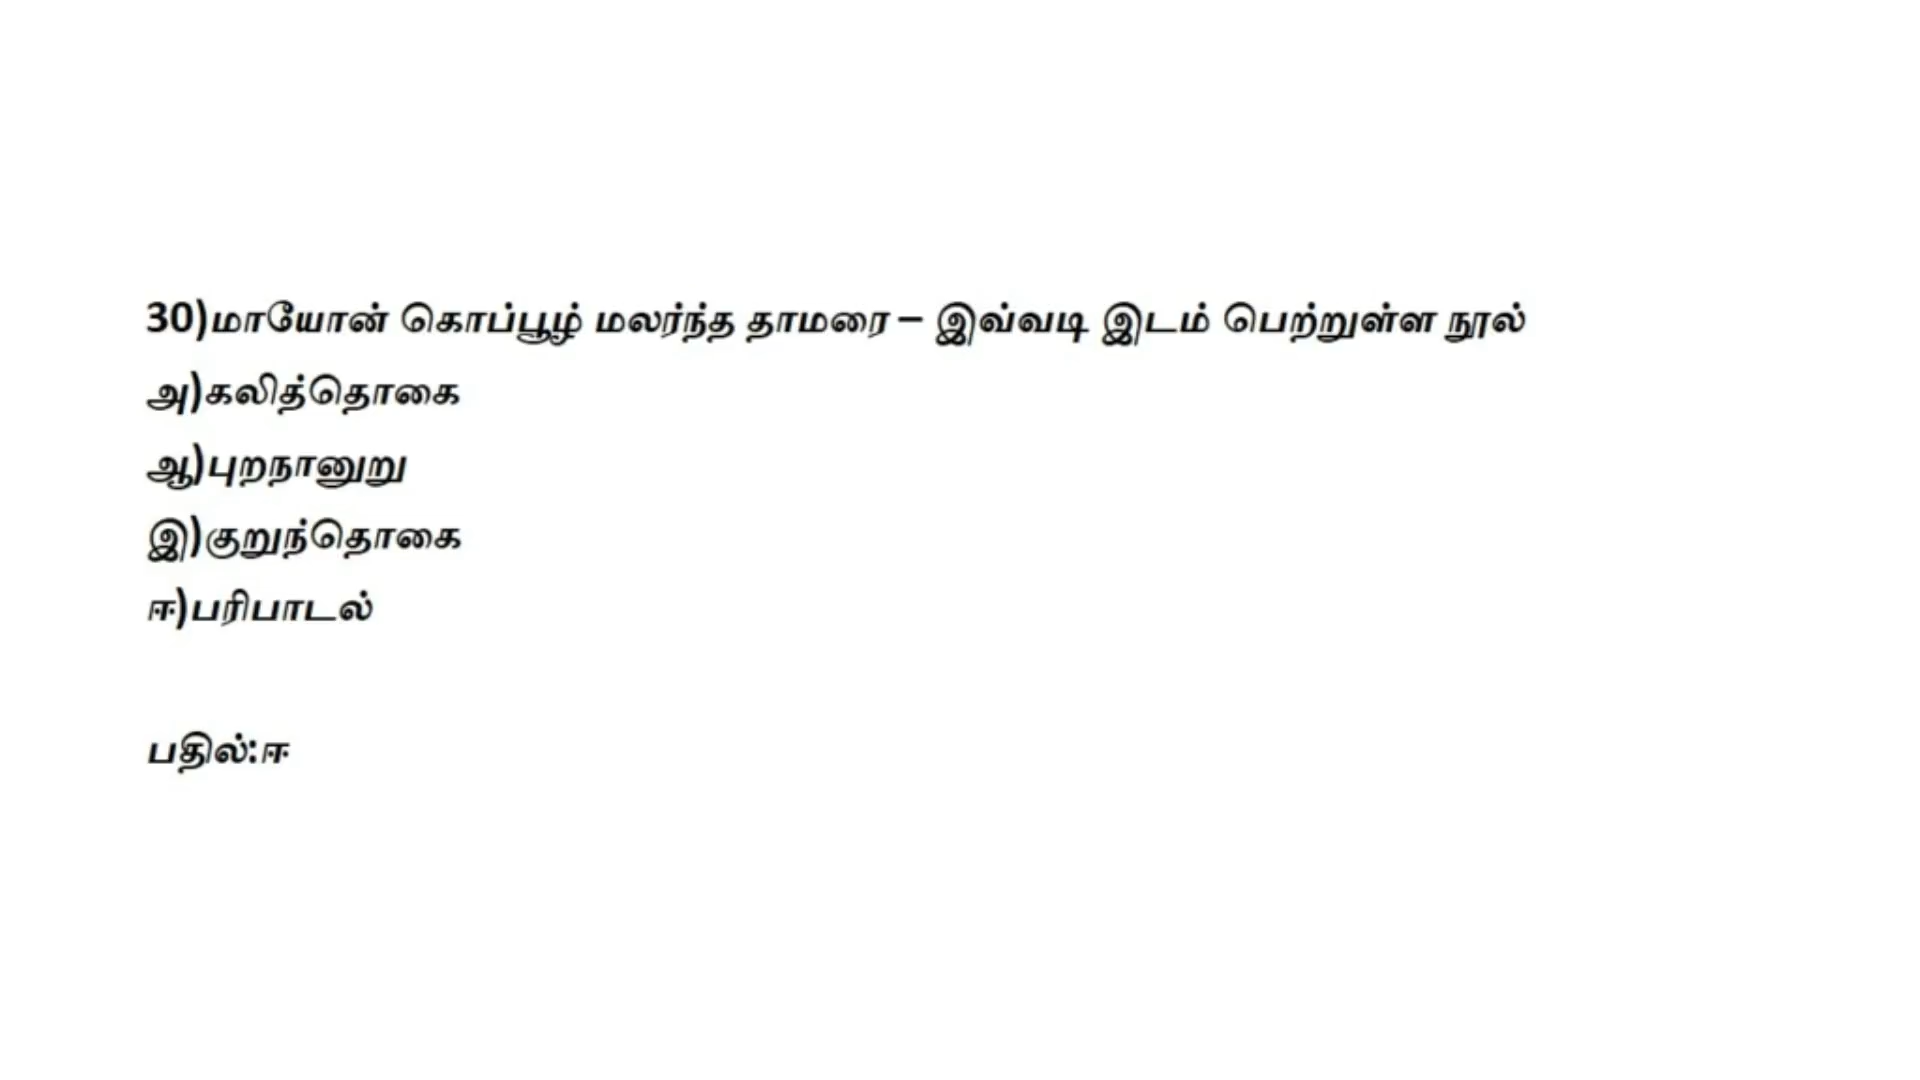 30)மாயோன் கொப்பூழ் மலர்ந்த தாமரை – இவ்வடி இடம் பெற்றுள்ள நூல்
அ)கலித்தொகை
ஆ)புறநானுறு
இ)குறுந்தொகை
ஈ)பரிபாடல்
பதில்:ஈ